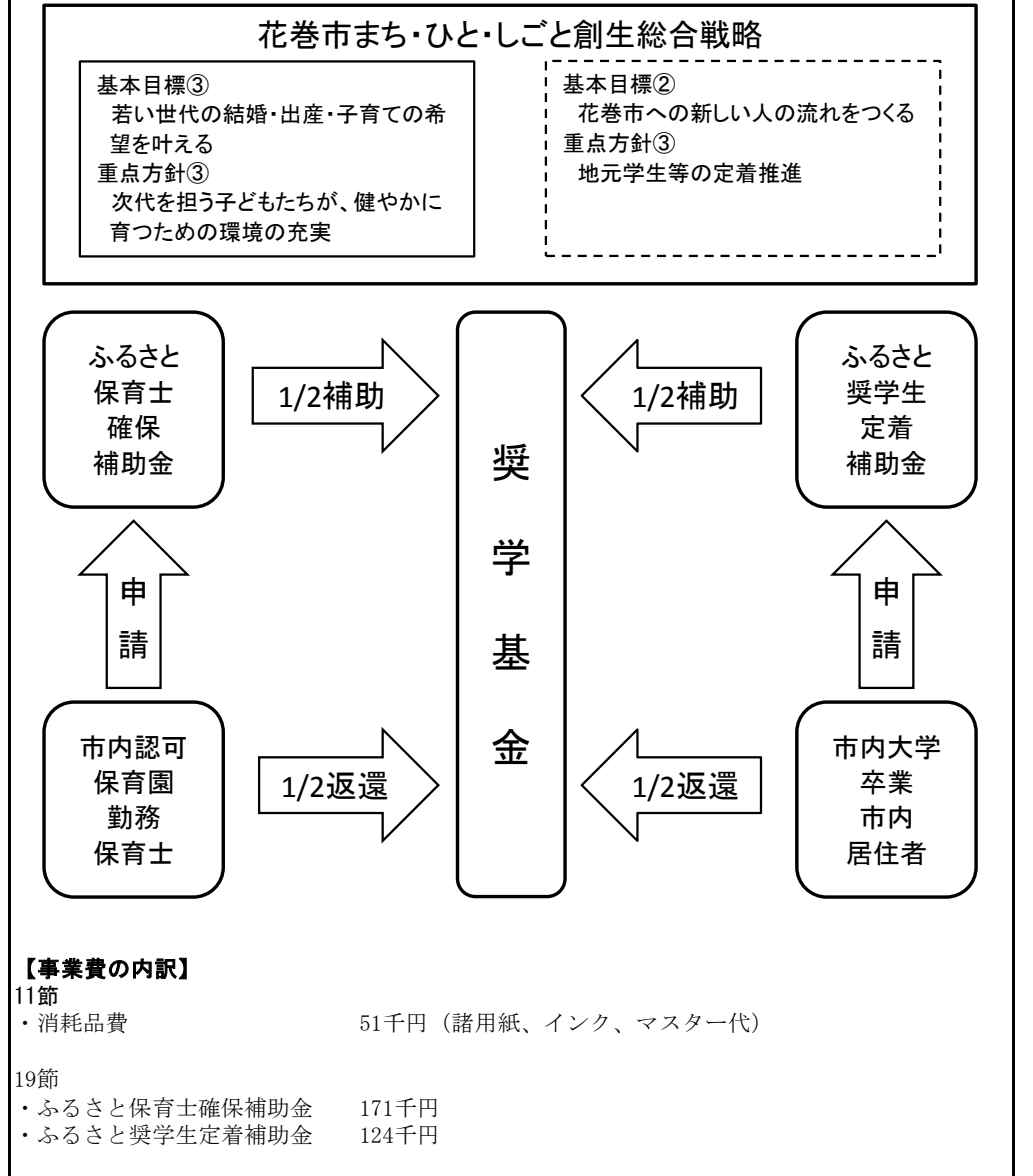 花巻市まち・ひと・しごと創生総合戦略
基本目標③
若い世代の結婚・出産・子育ての希
望を叶える
重点方針③
次代を担う子どもたちが、健やかに
育つための環境の充実
基本目標②
花巻市への新しい人の流れをつくる
重点方針③
地元学生等の定着推進
ふるさと
保育士
確保
補助金
1/2補助
奨
学
基
金
1/2補助
ふるさと
奨学生
定着
補助金
申
請
申
請
市内認可
保育園
勤務
保育士
1/2返還
1/2返還
市内大学
卒業
市内
居住者
【事業費の内訳】
11節
・消耗品費 51千円（諸用紙、インク、マスター代）
19節
・ふるさと保育士確保補助金 171千円
・ふるさと奨学生定着補助金 124千円